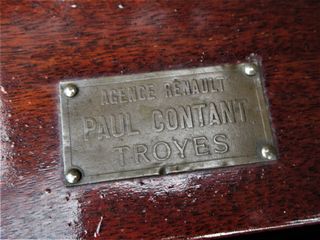 AGENCE RENAULT
PAUL CONTANT
TROYES